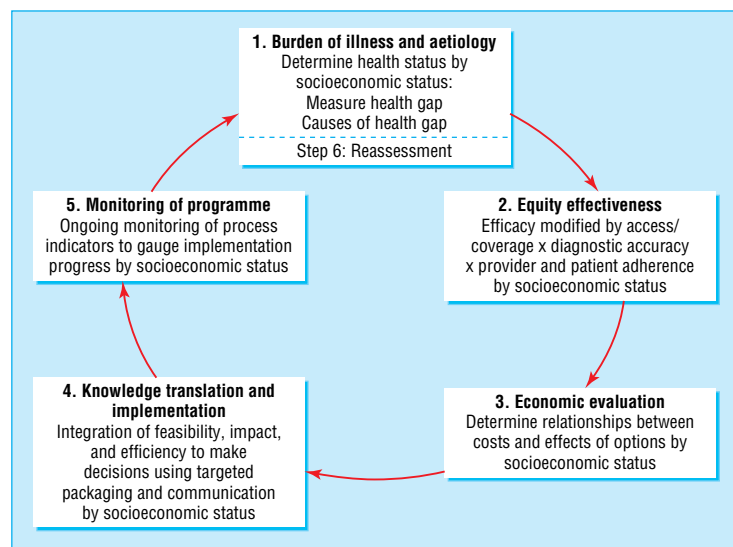 1. Burden of illness and aetiology
Determine health status by
socioeconomic status:
Measure health gap
Causes of health gap
Step 6: Reassessment
2. Equity effectiveness
Efficacy modified by access/
coverage x diagnostic accuracy
x provider and patient adherence
by socioeconomic status
3. Economic evaluation
Determine relationships between
costs and effects of options by
socioeconomic status
4. Knowledge translation and
implementation
Integration of feasibility, impact,
and efficiency to make
decisions using targeted
packaging and communication
by socioeconomic status
5. Monitoring of programme
Ongoing monitoring of process
indicators to gauge implementation
progress by socioeconomic status